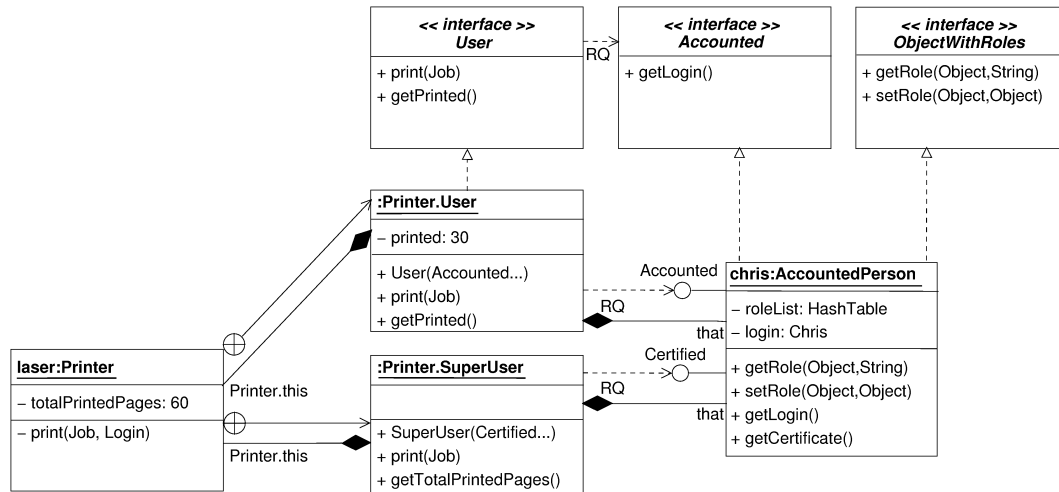 << interface >>
User
+ print(Job)
+ getPrinted()
RQ
<< interface >>
Accounted
+ getLogin()
<< interface >>
ObjectWithRoles
+ getRole(Object,String)
+ setRole(Object,Object)
:Printer.User
− printed: 30
+ User(Accounted...)
+ print(Job)
+ getPrinted()
Accounted
RQ
that
chris:AccountedPerson
− roleList: HashTable
− login: Chris
+ getRole(Object,String)
+ setRole(Object,Object)
+ getLogin()
+ getCertificate()
laser:Printer
− totalPrintedPages: 60
− print(Job, Login)
Printer.this
Printer.this
:Printer.SuperUser
+ SuperUser(Certified...)
+ print(Job)
+ getTotalPrintedPages()
Certified
RQ
that